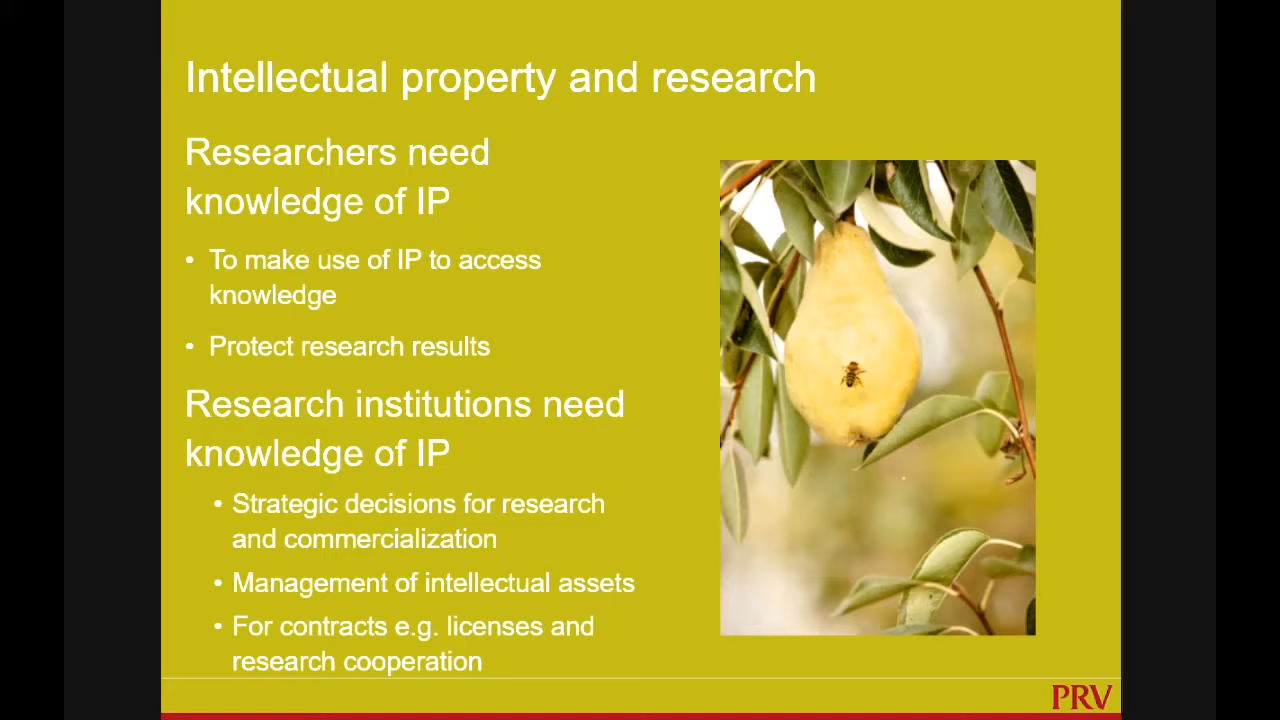 Intellectual property and research
Researchers need
knowledge of IP
• To make use of IP to access
knowledge
• Protect research results
Research institutions need
knowledge of IP
• Strategic decisions for research
and commercialization
• Management of intellectual assets
• For contracts e.g. licenses and
research cooperation
PRV